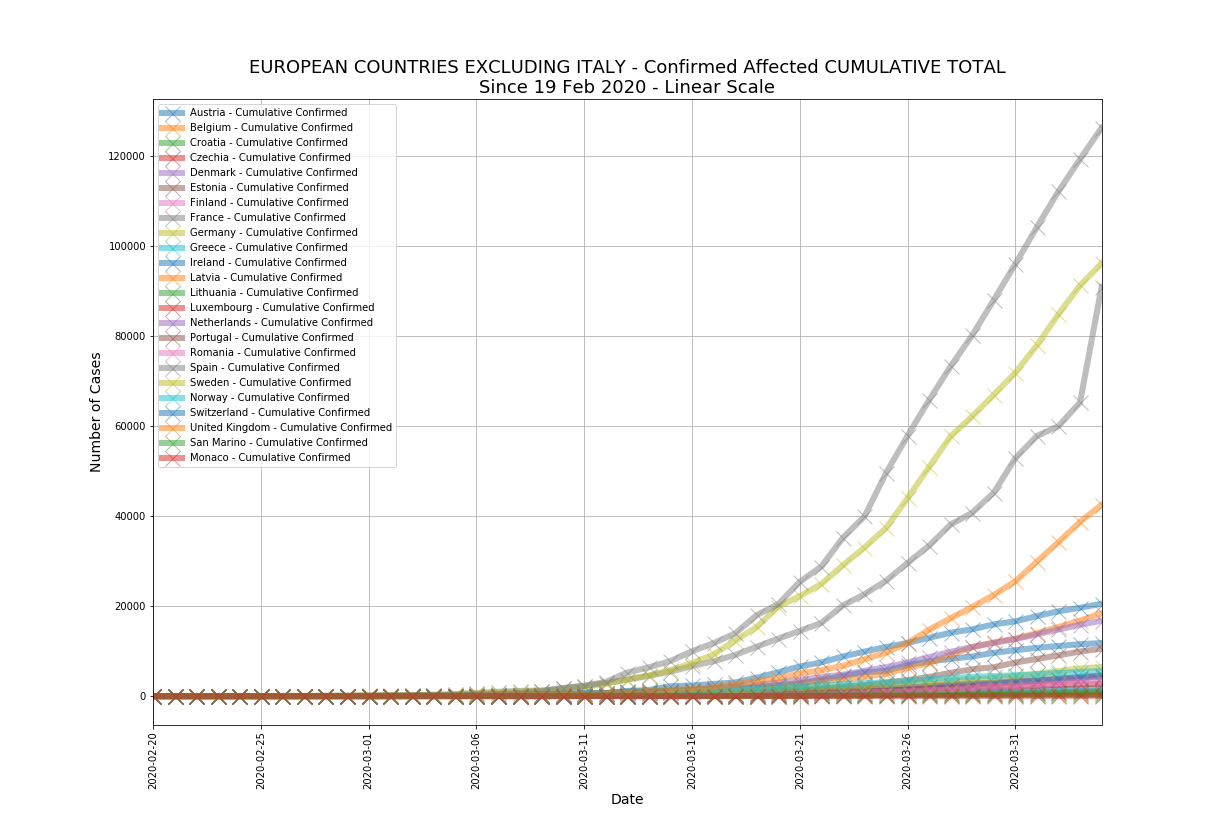 EUROPEAN COUNTRIES EXCLUDING ITALY - Confirmed Affected CUMULATIVE TOTAL
Since 19 Feb 2020 - Linear Scale
Austria - Cumulative Confirmed
Belgium - Cumulative Confirmed
Croatia - Cumulative Confirmed
Czechia - Cumulative Confirmed
Denmark - Cumulative Confirmed
Estonia - Cumulative Confirmed
Finland - Cumulative Confirmed
France - Cumulative Confirmed
Germany - Cumulative Confirmed
Greece - Cumulative Confirmed
Ireland - Cumulative Confirmed
Latvia - Cumulative Confirmed
Lithuania - Cumulative Confirmed
Luxembourg - Cumulative Confirmed
Netherlands - Cumulative Confirmed
Portugal - Cumulative Confirmed
Romania - Cumulative Confirmed
Spain - Cumulative Confirmed
Sweden - Cumulative Confirmed
Norway - Cumulative Confirmed
Switzerland - Cumulative Confirmed
United Kingdom - Cumulative Confirmed
San Marino - Cumulative Confirmed
Monaco - Cumulative Confirmed
Number of Cases
120000
100000
80000
60000
40000
20000
0
2020-02-20
2020-02-25
2020-03-01
2020-03-06
2020-03-11
2020-03-16
2020-03-21
2020-03-26
2020-03-31
Date